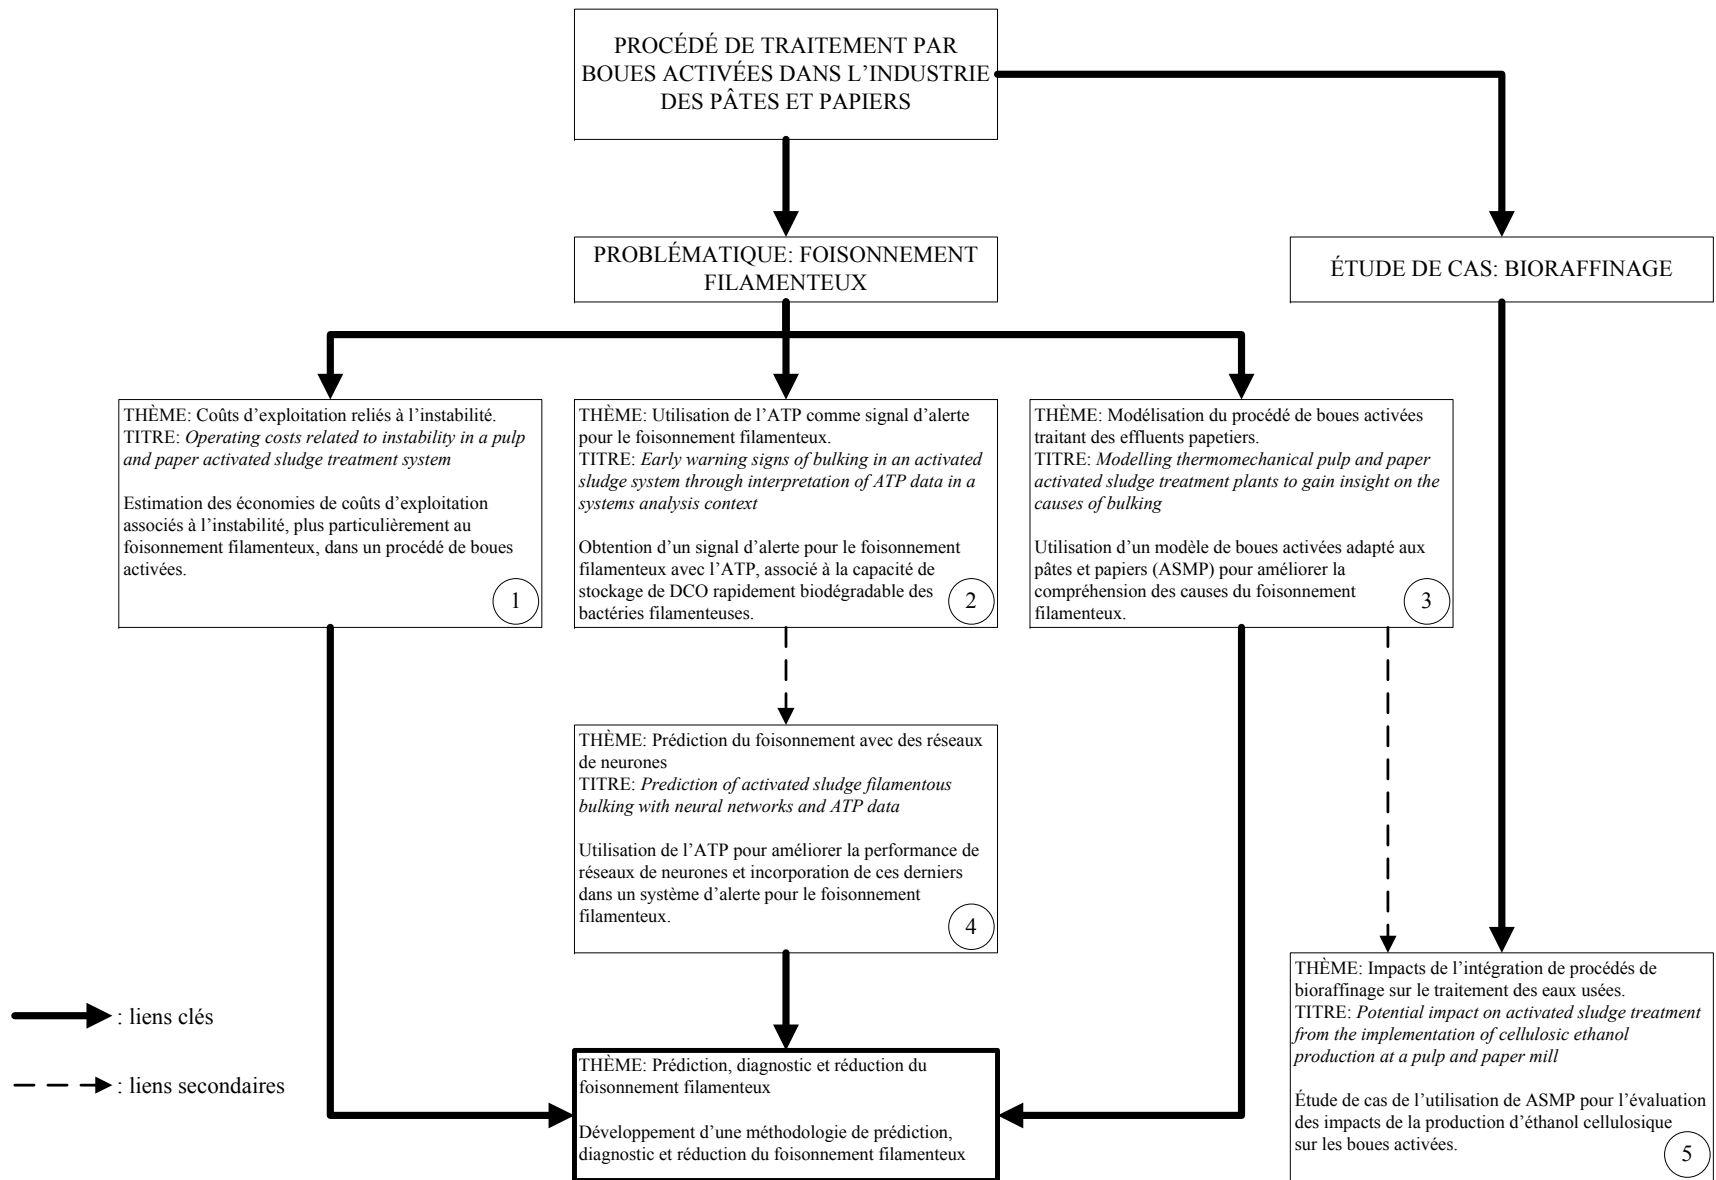 PROCÉDÉ DE TRAITEMENT PAR
BOUES ACTIVÉES DANS L'INDUSTRIE
DES PÂTES ET PAPIERS
PROBLÉMATIQUE: FOISONNEMENT
FILAMENTEUX
ÉTUDE DE CAS: BIORAFFINAGE
THÈME: Coûts d'exploitation reliés à l'instabilité.
TITRE: Operating costs related to instability in a pulp
and paper activated sludge treatment system
Estimation des économies de coûts d'exploitation
associés à l'instabilité, plus particulièrement au
foisonnement filamenteux, dans un procédé de boues
activées.
1
THÈME: Utilisation de l'ATP comme signal d'alerte
pour le foisonnement filamenteux.
TITRE: Early warning signs of bulking in an activated
sludge system through interpretation of ATP data in a
systems analysis context
Obtention d'un signal d'alerte pour le foisonnement
filamenteux avec l'ATP, associé à la capacité de
stockage de DCO rapidement biodégradable des
bactéries filamenteuses.
2
THÈME: Modélisation du procédé de boues activées
traitant des effluents papetiers.
TITRE: Modelling thermomechanical pulp and paper
activated sludge treatment plants to gain insight on the
causes of bulking
Utilisation d'un modèle de boues activées adapté aux
pâtes et papiers (ASMP) pour améliorer la
compréhension des causes du foisonnement
filamenteux.
3
THÈME: Prédiction du foisonnement avec des réseaux
de neurones
TITRE: Prediction of activated sludge filamentous
bulking with neural networks and ATP data
Utilisation de l'ATP pour améliorer la performance de
réseaux de neurones et incorporation de ces derniers
dans un système d'alerte pour le foisonnement
filamenteux.
4
THÈME: Impacts de l'intégration de procédés de
bioraffinage sur le traitement des eaux usées.
TITRE: Potential impact on activated sludge treatment
from the implementation of cellulosic ethanol
production at a pulp and paper mill
Étude de cas de l'utilisation de ASMP pour l'évaluation
des impacts de la production d'éthanol cellulosique
sur les boues activées.
5
THÈME: Prédiction, diagnostic et réduction du
foisonnement filamenteux
Développement d'une méthodologie de prédiction,
diagnostic et réduction du foisonnement filamenteux
: liens clés
: liens secondaires